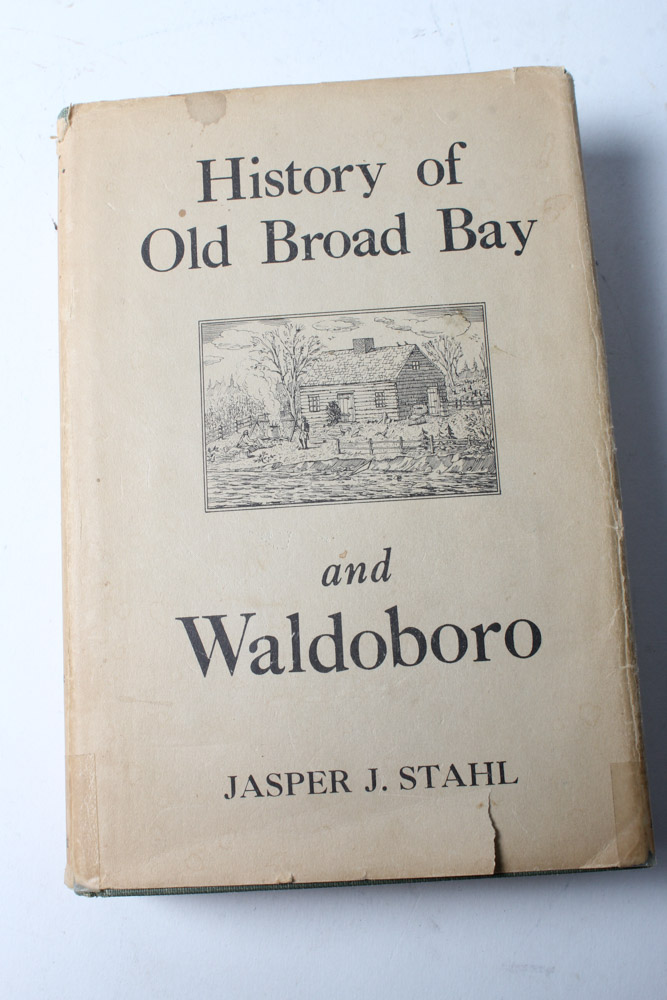 History of
Old Broad Bay
and
Waldoboro
JASPER J. STAHL